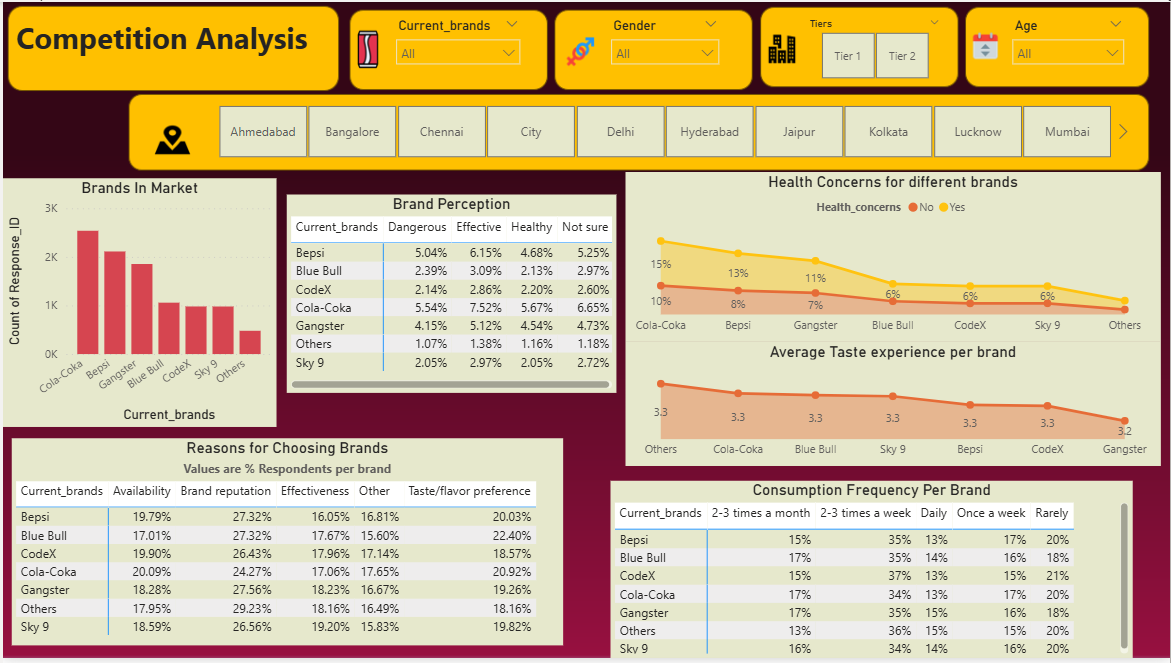 Competition Analysis
Current_brands
All
Gender
All
Tiers
Tier 1 Tier 2
Age
All
Ahmedabad Bangalore Chennai City Delhi Hyderabad Jaipur Kolkata Lucknow Mumbai
Brands In Market
Count of Response_ID
3K
2K
1K
0K
Cola-Coka Bepsi Gangster Blue Bull CodeX Sky 9 Others
Current_brands
Brand Perception
Current_brands Dangerous Effective Healthy Not sure
Bepsi 5.04% 6.15% 4.68% 5.25%
Blue Bull 2.39% 3.09% 2.13% 2.97%
CodeX 2.14% 2.86% 2.20% 2.60%
Cola-Coka 5.54% 7.52% 5.67% 6.65%
Gangster 4.15% 5.12% 4.54% 4.73%
Others 1.07% 1.38% 1.16% 1.18%
Sky 9 2.05% 2.97% 2.05% 2.72%
Health Concerns for different brands
Health_concerns No Yes
15% 13% 11% 6% 6% 6%
10% 8% 7%
Cola-Coka Bepsi Gangster Blue Bull CodeX Sky 9 Others
Average Taste experience per brand
3.3 3.3 3.3 3.3 3.3 3.3 3.2
Others Cola-Coka Blue Bull Sky 9 Bepsi CodeX Gangster
Reasons for Choosing Brands
Values are % Respondents per brand
Current_brands Availability Brand reputation Effectiveness Other Taste/flavor preference
Bepsi 19.79% 27.32% 16.05% 16.81% 20.03%
Blue Bull 17.01% 27.32% 17.67% 15.60% 22.40%
CodeX 19.90% 26.43% 17.96% 17.14% 18.57%
Cola-Coka 20.09% 24.27% 17.06% 17.65% 20.92%
Gangster 18.28% 27.56% 18.23% 16.67% 19.26%
Others 17.95% 29.23% 18.16% 16.49% 18.16%
Sky 9 18.59% 26.56% 19.20% 15.83% 19.82%
Consumption Frequency Per Brand
Current_brands 2-3 times a month 2-3 times a week Daily Once a week Rarely
Bepsi 15% 35% 13% 17% 20%
Blue Bull 17% 35% 14% 16% 18%
CodeX 15% 37% 13% 15% 21%
Cola-Coka 17% 34% 13% 17% 20%
Gangster 17% 35% 15% 16% 18%
Others 13% 36% 15% 15% 20%
Sky 9 16% 34% 14% 16% 20%